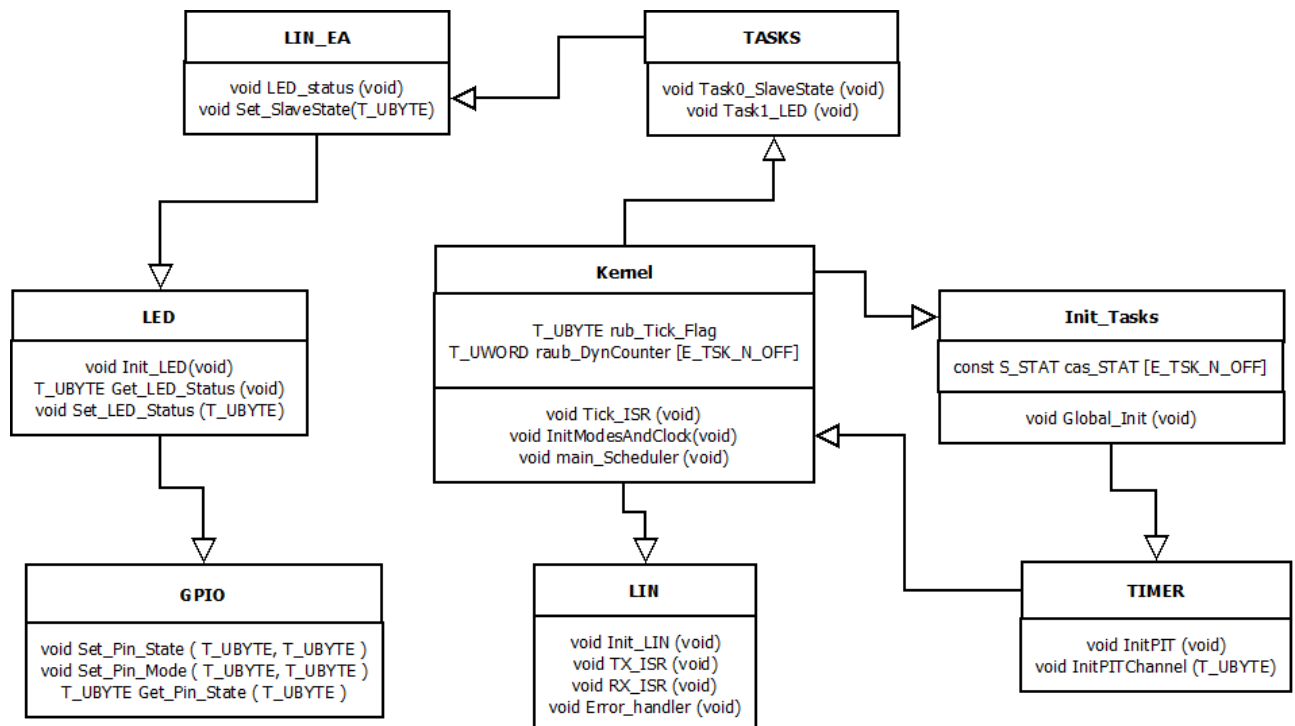 LIN_EA
void LED_status (void)
void Set_SlaveState(T_UBYTE)
TASKS
void Task0_SlaveState (void)
void Task1_LED (void)
Kernel
T_UBYTE rub_Tick_Flag
T_UWORD raub_DynCounter [E_TSK_N_OFF]
void Tick_ISR (void)
void InitModesAndClock(void)
void main_Scheduler (void)
Init_Tasks
const S_STAT cas_STAT [E_TSK_N_OFF]
void Global_Init (void)
LED
void Init_LED(void)
T_UBYTE Get_LED_Status (void)
void Set_LED_Status (T_UBYTE)
GPIO
void Set_Pin_State ( T_UBYTE, T_UBYTE )
void Set_Pin_Mode ( T_UBYTE, T_UBYTE )
T_UBYTE Get_Pin_State ( T_UBYTE )
LIN
void Init_LIN (void)
void TX_ISR (void)
void RX_ISR (void)
void Error_handler (void)
TIMER
void InitPIT (void)
void InitPITChannel (T_UBYTE)